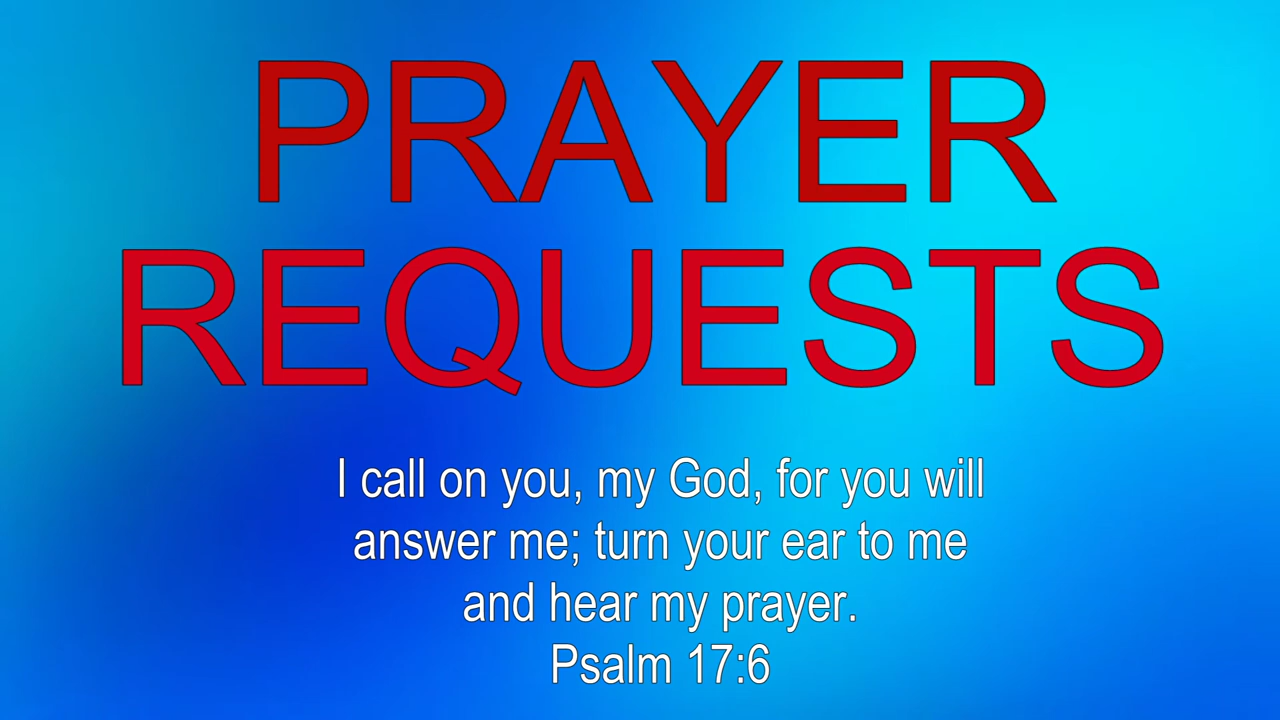 PRAYER
REQUESTS
I call on you, my God, for you will
answer me; turn your ear to me
and hear my prayer.
Psalm 17:6